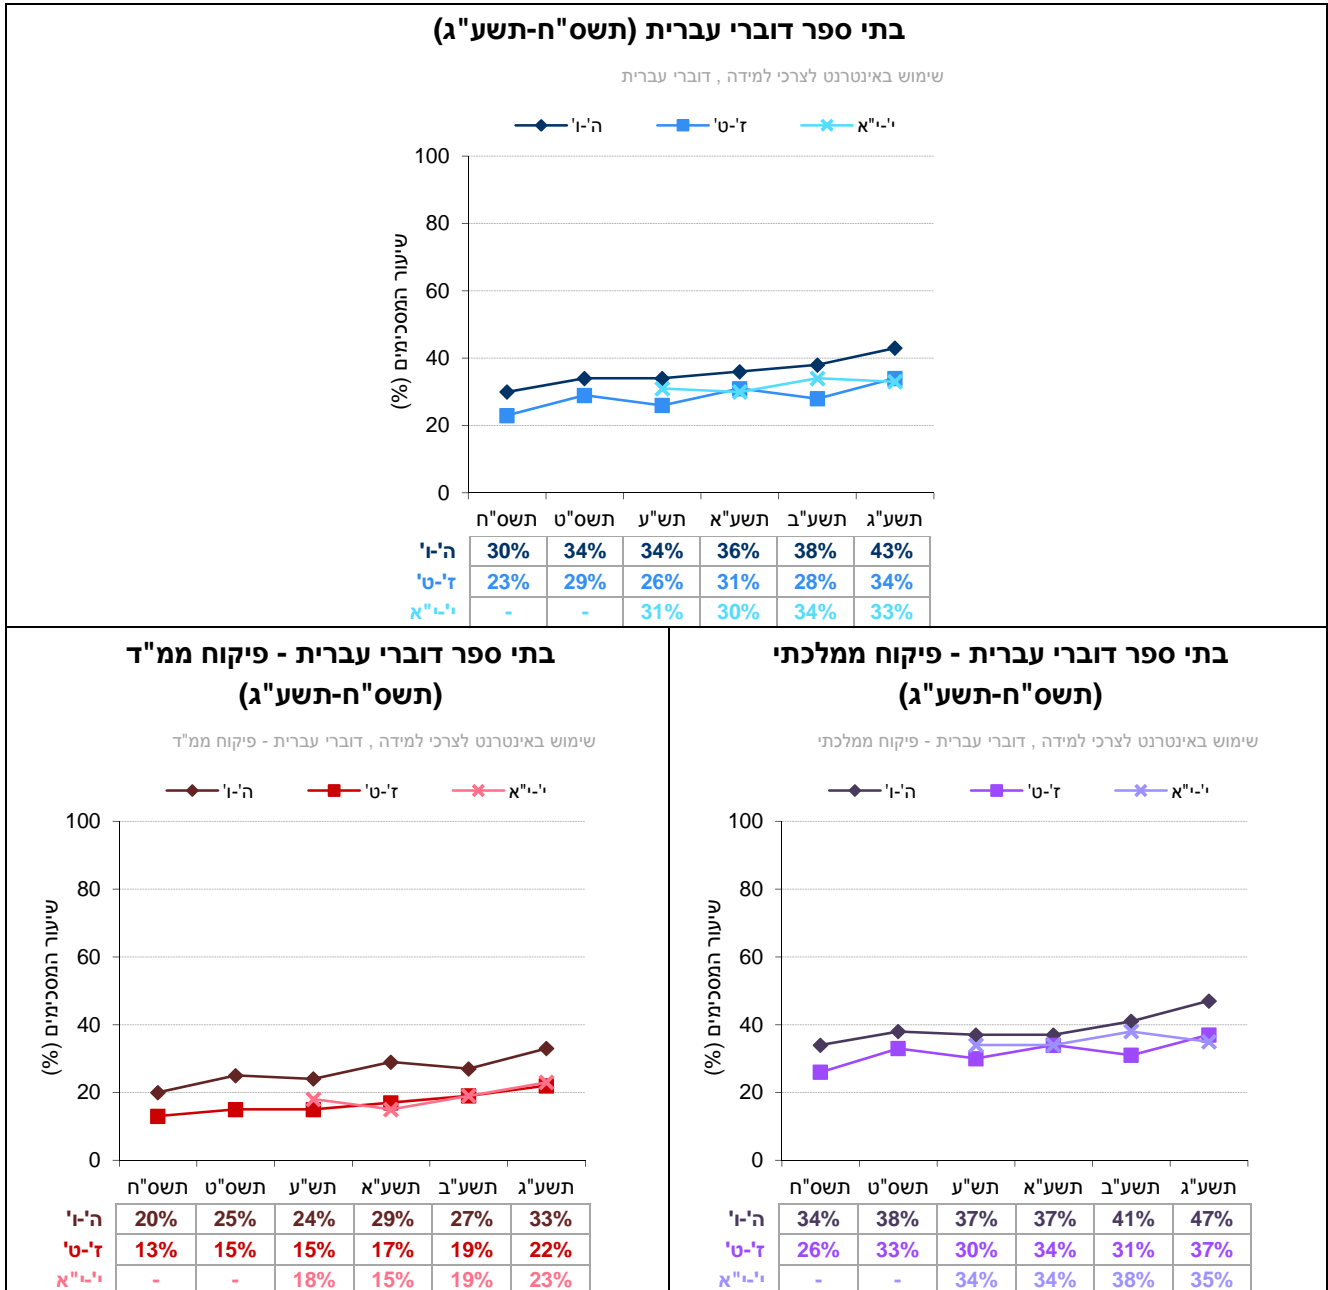 בתי ספר דוברי עברית (תשס"ח-תשע"ג)
שימוש באינטרנט לצרכי למידה , דוברי עברית
ה'-ו' ז'-ט' י'-י"א
שיעור המסכימים (%)
100
80
60
40
20
0
תשס"ח תשס"ט תש"ע תשע"א תשע"ב תשע"ג
ה'-ו' 30% 34% 34% 36% 38% 43%
ז'-ט' 23% 29% 26% 31% 28% 34%
י'-י"א - - 31% 30% 34% 33%
בתי ספר דוברי עברית - פיקוח ממלכתי
(תשס"ח-תשע"ג)
שימוש באינטרנט לצרכי למידה , דוברי עברית - פיקוח ממלכתי
ה'-ו' ז'-ט' י'-י"א
שיעור המסכימים (%)
100
80
60
40
20
0
תשס"ח תשס"ט תש"ע תשע"א תשע"ב תשע"ג
ה'-ו' 34% 38% 37% 37% 41% 47%
ז'-ט' 26% 33% 30% 34% 31% 37%
י'-י"א - - 34% 34% 38% 35%
בתי ספר דוברי עברית - פיקוח ממ"ד
(תשס"ח-תשע"ג)
שימוש באינטרנט לצרכי למידה , דוברי עברית - פיקוח ממ"ד
ה'-ו' ז'-ט' י'-י"א
שיעור המסכימים (%)
100
80
60
40
20
0
תשס"ח תשס"ט תש"ע תשע"א תשע"ב תשע"ג
ה'-ו' 20% 25% 24% 29% 27% 33%
ז'-ט' 13% 15% 15% 17% 19% 22%
י'-י"א - - 18% 15% 19% 23%